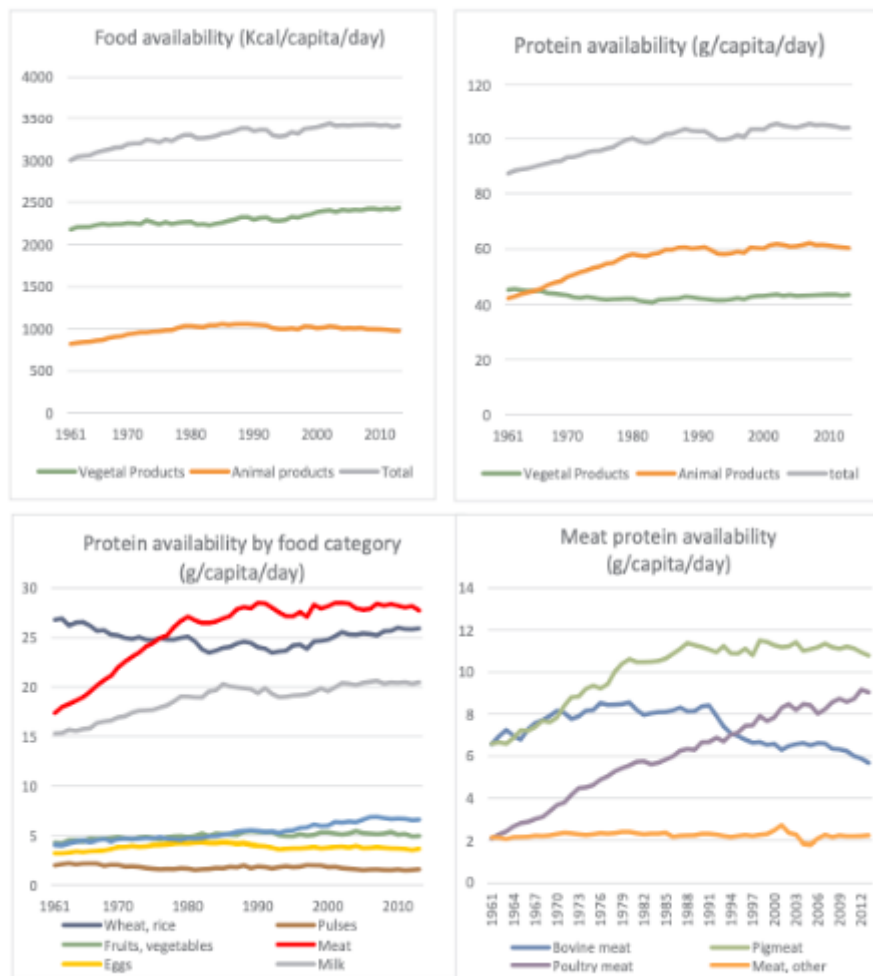 Food availability (Kcal/capita/day)
4000
3500
3000
2500
2000
1500
1000
500
0
1961 1970 1980 1990 2000 2010
Vegetal Products Animal products Total
Protein availability (g/capita/day)
120
100
80
60
40
20
0
1961 1970 1980 1990 2000 2010
Vegetal Products Animal Products total
Protein availability by food category
(g/capita/day)
30
25
20
15
10
5
0
1961 1970 1980 1990 2000 2010
Wheat, rice Pulses
Fruits, vegetables Meat
Eggs Milk
Meat protein availability
(g/capita/day)
14
12
10
8
6
4
2
0
1961 1964 1967 1970 1973 1976 1979 1982 1985 1988 1991 1994 1997 2000 2003 2006 2009 2012
Bovine meat Pigmeat
Poultry meat Meat, other